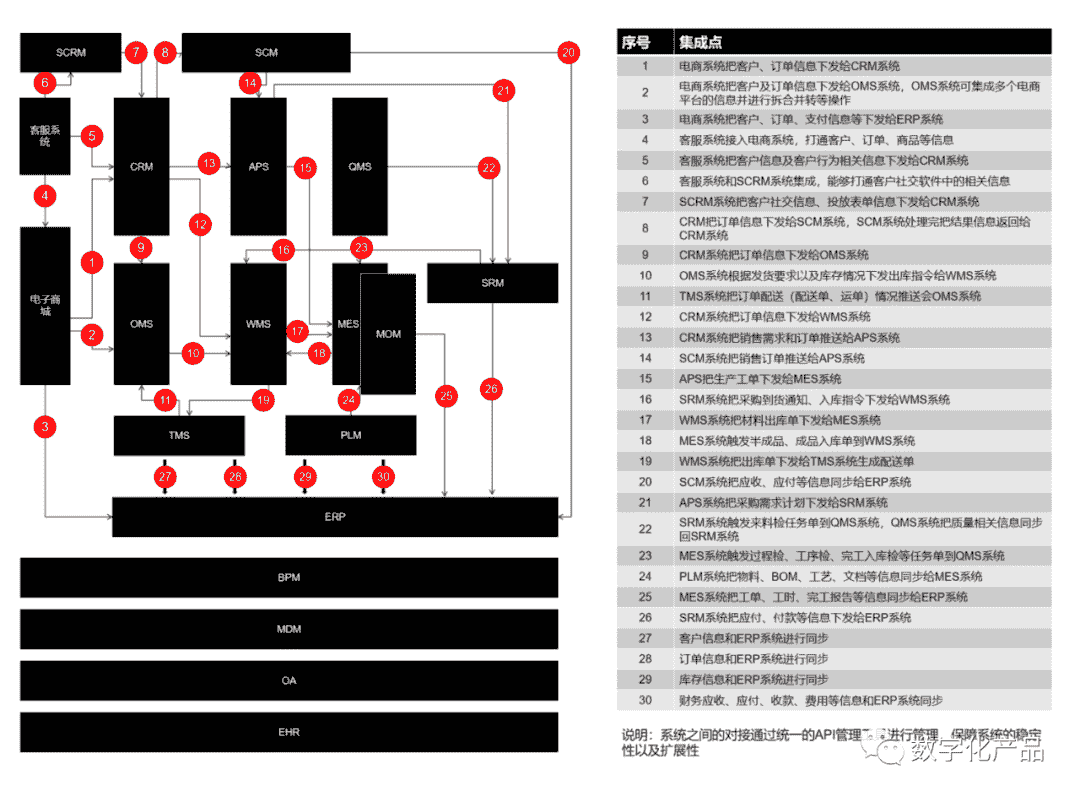 SCRM
7
8
SCM
20
6
14
21
客服系
统
5
CRM
13
APS
15
QMS
22
4
12
9
16
23
1
SRM
电子商
城
2
OMS
10
WMS
17
18
MES
MOM
11
19
24
25
26
3
TMS
PLM
27
28
29
30
ERP
BPM
MDM
OA
EHR
序号 集成点
1 电商系统把客户、订单信息下发给CRM系统
2 电商系统把客户及订单信息下发给OMS系统，OMS系统可集成多个电商
平台的信息并进行拆合并转等操作
3 电商系统把客户、订单、支付信息等下发给ERP系统
4 客服系统接入电商系统，打通客户、订单、商品等信息
5 客服系统把客户信息及客户行为相关信息下发给CRM系统
6 客服系统和SCRM系统集成，能够打通客户社交软件中的相关信息
7 SCRM系统把客户社交信息、投放表单信息下发给CRM系统
8 CRM把订单信息下发给SCM系统，SCM系统处理完把结果信息返回给
CRM系统
9 CRM系统把订单信息下发给OMS系统
10 OMS系统根据发货要求以及库存情况下发出库指令给WMS系统
11 TMS系统把订单配送（配送单、运单）情况推送会OMS系统
12 CRM系统把订单信息下发给WMS系统
13 CRM系统把销售需求和订单推送给APS系统
14 SCM系统把销售订单推送给APS系统
15 APS把生产工单下发给MES系统
16 SRM系统把采购到货通知、入库指令下发给WMS系统
17 WMS系统把材料出库单下发给MES系统
18 MES系统触发半成品、成品入库单到WMS系统
19 WMS系统把出库单下发给TMS系统生成配送单
20 SCM系统把应收、应付等信息同步给ERP系统
21 APS系统把采购需求计划下发给SRM系统
22 SRM系统触发来料检任务单到QMS系统，QMS系统把质量相关信息同步
回SRM系统
23 MES系统触发过程检、工序检、完工入库检等任务单到QMS系统
24 PLM系统把物料、BOM、工艺、文档等信息同步给MES系统
25 MES系统把工单、工时、完工报告等信息同步给ERP系统
26 SRM系统把应付、付款等信息下发给ERP系统
27 客户信息和ERP系统进行同步
28 订单信息和ERP系统进行同步
29 库存信息和ERP系统进行同步
30 财务应收、应付、收款、费用等信息和ERP系统同步
说明：系统之间的对接通过统一的API管理 进行管理，保障系统的稳定
性以及扩展性
数字化产品